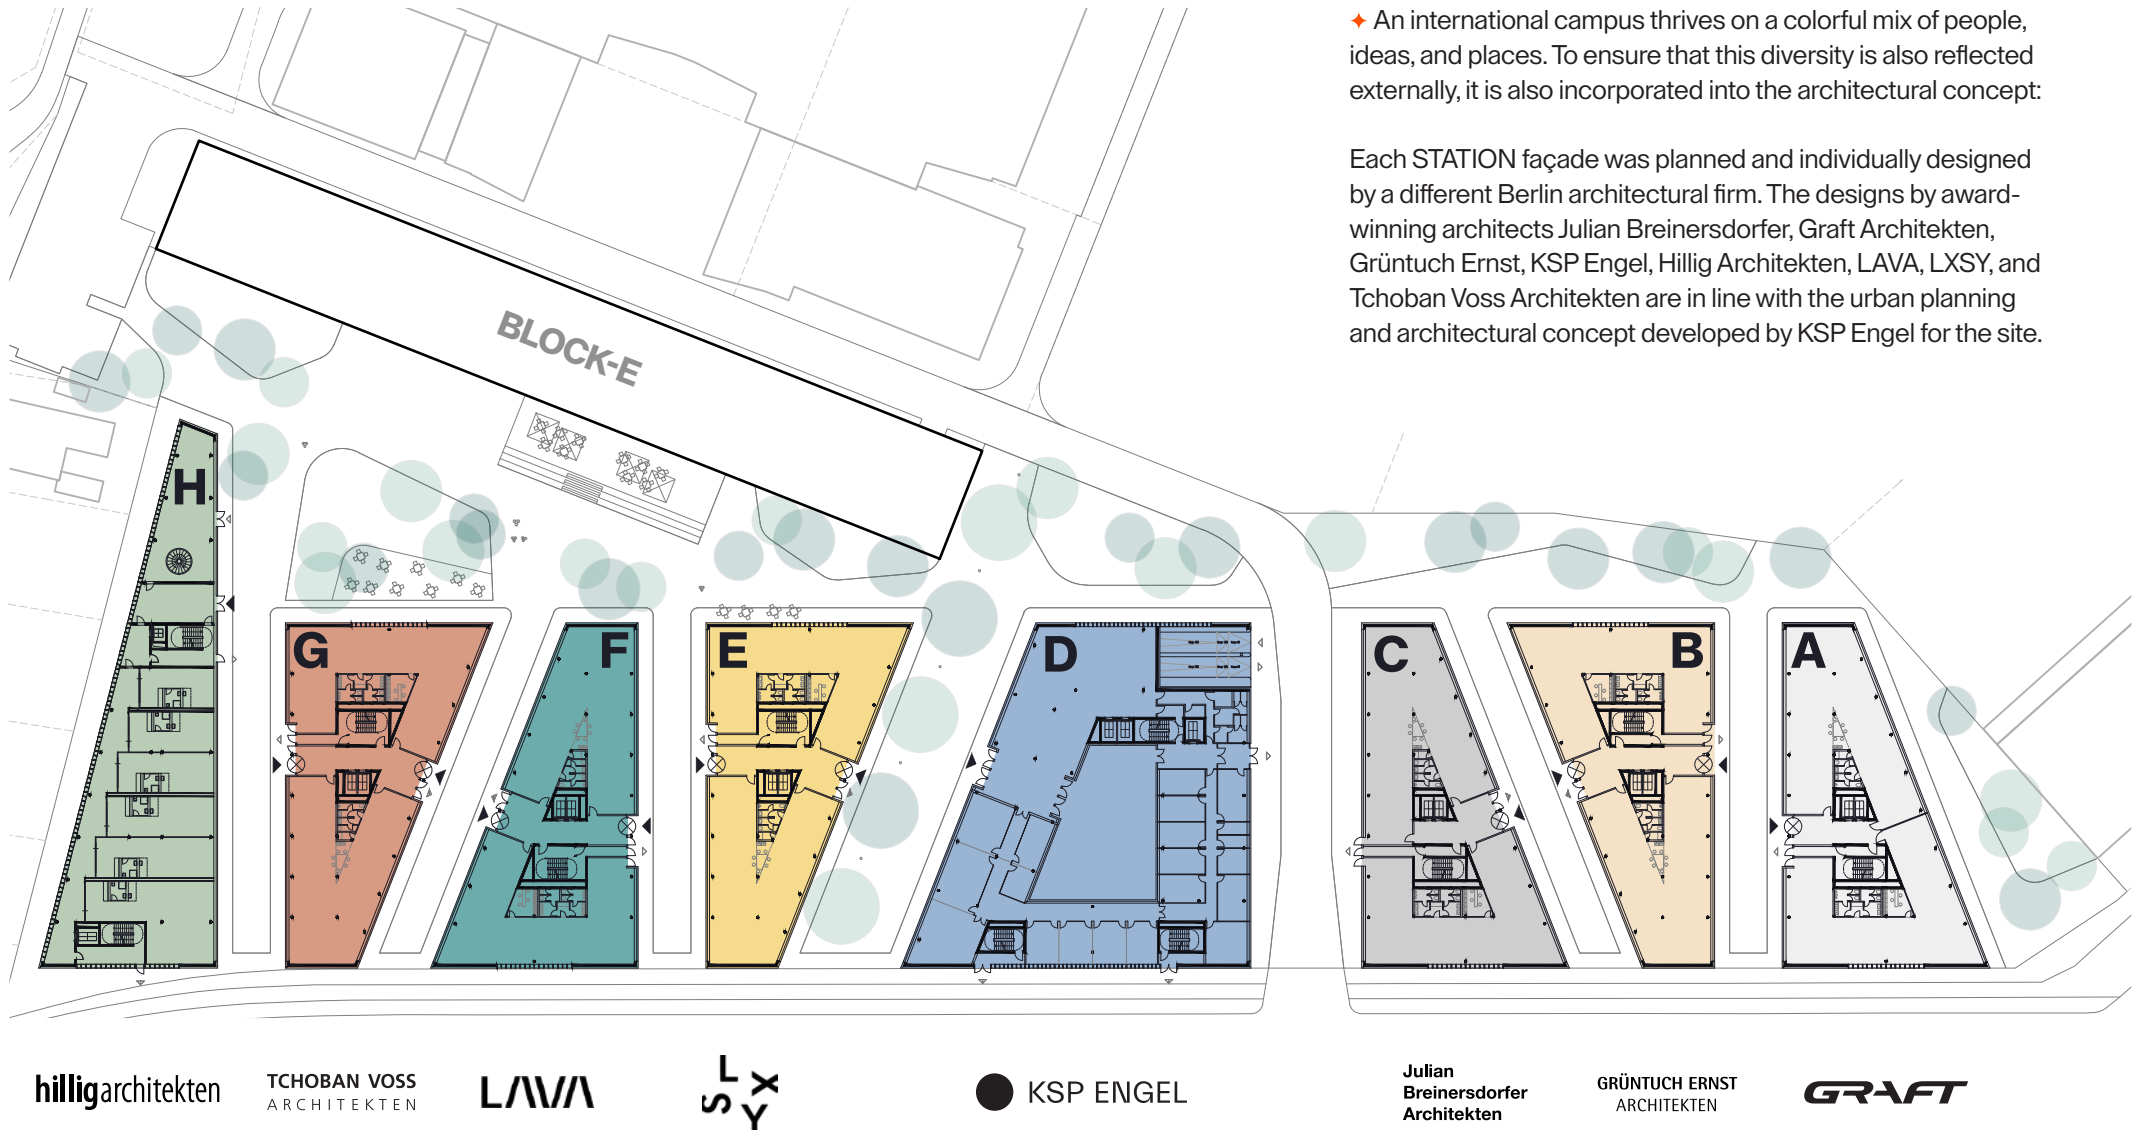 ✦ An international campus thrives on a colorful mix of people,
ideas, and places. To ensure that this diversity is also reflected
externally, it is also incorporated into the architectural concept:
Each STATION façade was planned and individually designed
by a different Berlin architectural firm. The designs by award-
winning architects Julian Breinersdorfer, Graft Architekten,
Grüntuch Ernst, KSP Engel, Hillig Architekten, LAVA, LXSY, and
Tchoban Voss Architekten are in line with the urban planning
and architectural concept developed by KSP Engel for the site.
BLOCK-E
H
G
F
E
D
C
B
A
hilligarchitekten
TCHOBAN VOSS
ARCHITEKTEN
LAVA
LXSY
KSP ENGEL
Julian
Breinersdorfer
Architekten
GRÜNTUCH ERNST
ARCHITEKTEN
GRAFT